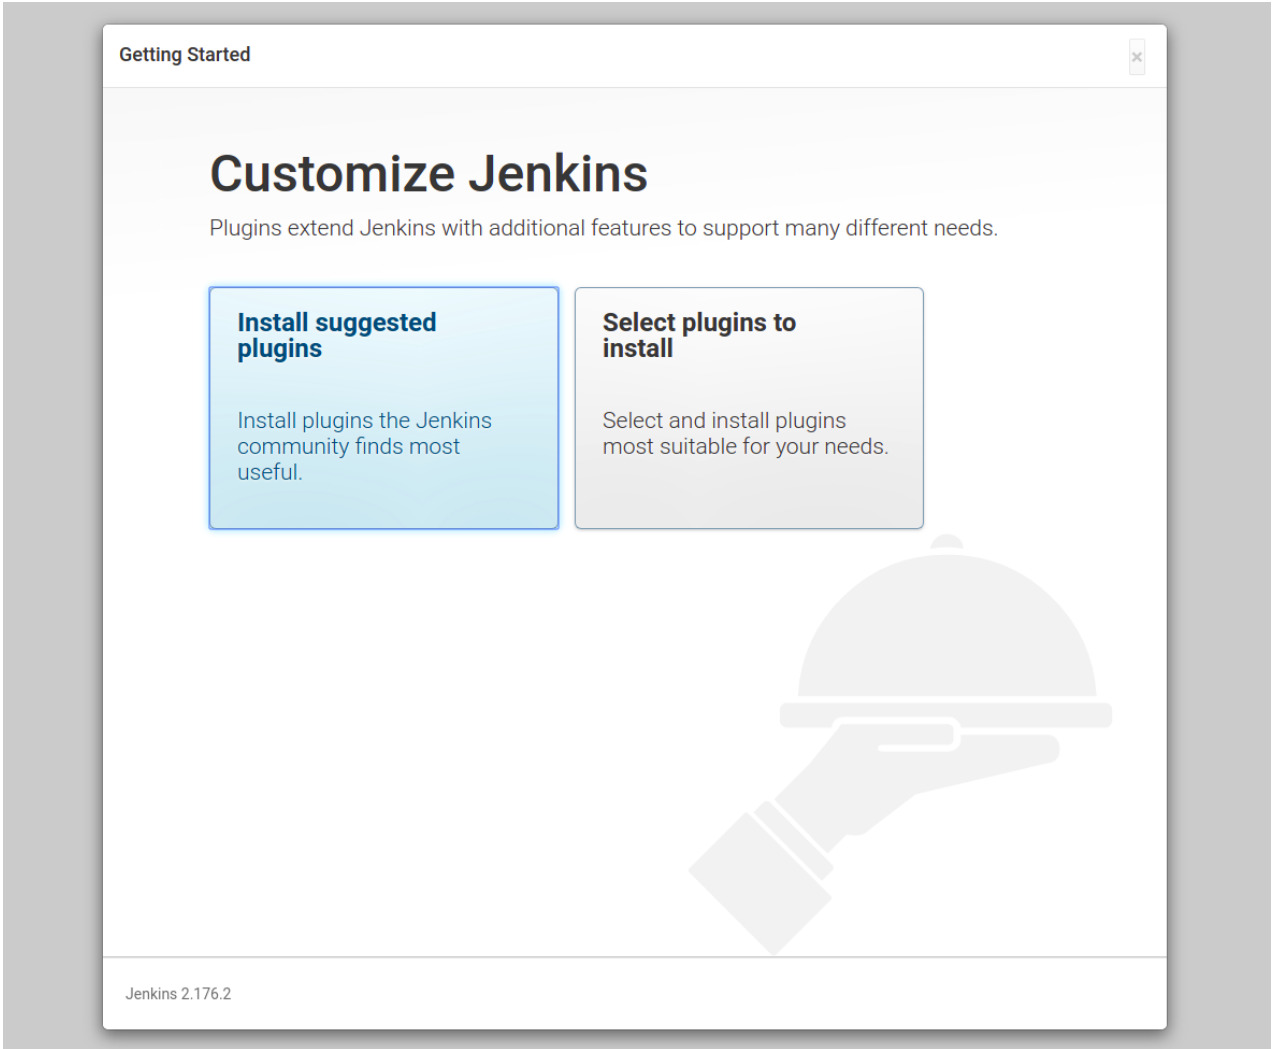 Getting Started
×
Customize Jenkins
Plugins extend Jenkins with additional features to support many different needs.
Install suggested
plugins
Install plugins the Jenkins
community finds most
useful.
Select plugins to
install
Select and install plugins
most suitable for your needs.
Jenkins 2.176.2